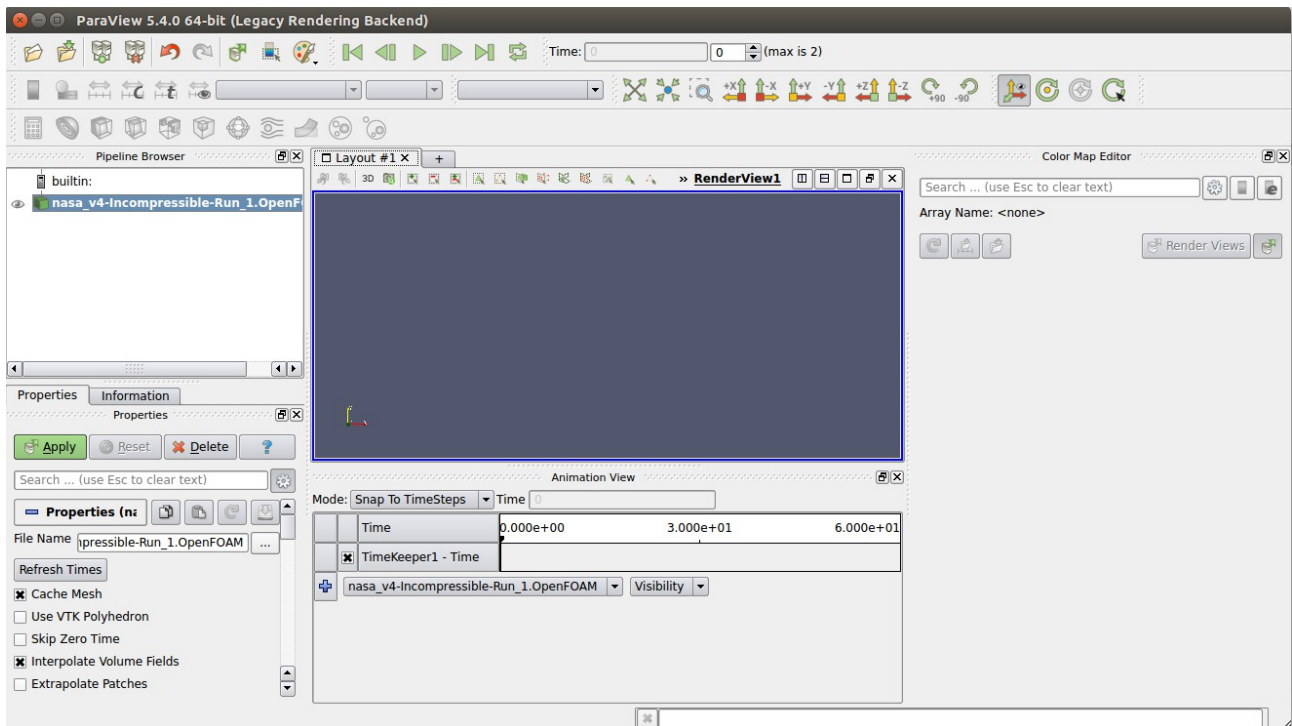 ParaView 5.4.0 64-bit (Legacy Rendering Backend)
Time: 0 0 (max is 2)
+X -X +Y -Y +Z -Z +90 -90
Pipeline Browser
builtin:
nasa_v4-Incompressible-Run_1.OpenF
Layout #1 +
3D » RenderView1
Color Map Editor
Search ... (use Esc to clear text)
Array Name: <none>
Render Views
Properties Information
Properties
Apply Reset Delete ?
Search ... (use Esc to clear text)
Properties (na
File Name npressible-Run_1.OpenFOAM ...
Refresh Times
Cache Mesh
Use VTK Polyhedron
Skip Zero Time
Interpolate Volume Fields
Extrapolate Patches
Animation View
Mode: Snap To TimeSteps Time 0
Time 0.000e+00 3.000e+01 6.000e+01
TimeKeeper1 - Time
nasa_v4-Incompressible-Run_1.OpenFOAM Visibility